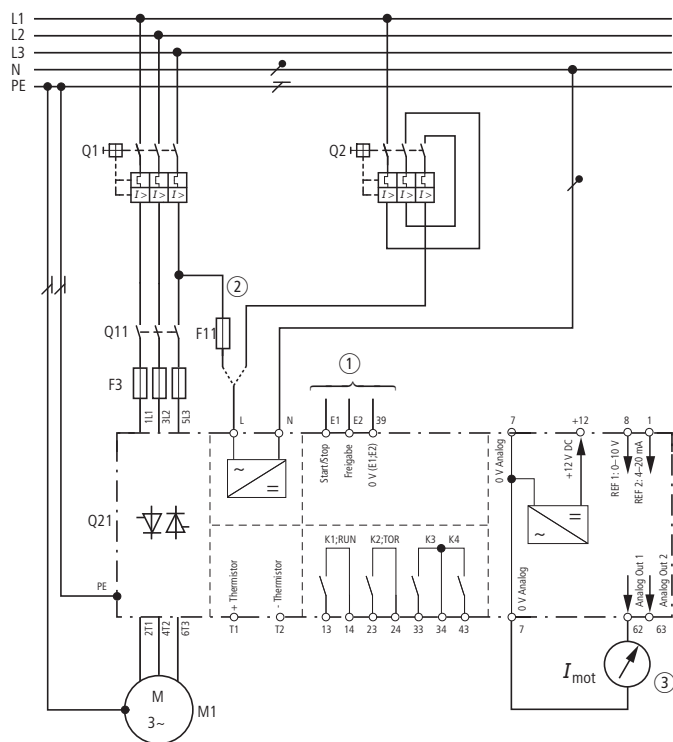 L1
L2
L3
N
PE
Q1
I> I> I>
Q2
I> I> I>
2
Q11
F11
F3
1
1L1
3L2
5L3
L
N
E1
E2
39
7
+12
8
1
Start/Stop
Freigabe
0 V (E1;E2)
0 V Analog
+12 V DC
REF 1: 0–10 V
REF 2: 4–20 mA
~
=
~
=
Q21
K1;RUN
K2;TOR
K3
K4
PE
+ Thermistor
- Thermistor
0 V Analog
Analog Out 1
Analog Out 2
2T1
4T2
6T3
T1
T2
13
14
23
24
33
34
43
7
62
63
M
3~
M1
I mot
3